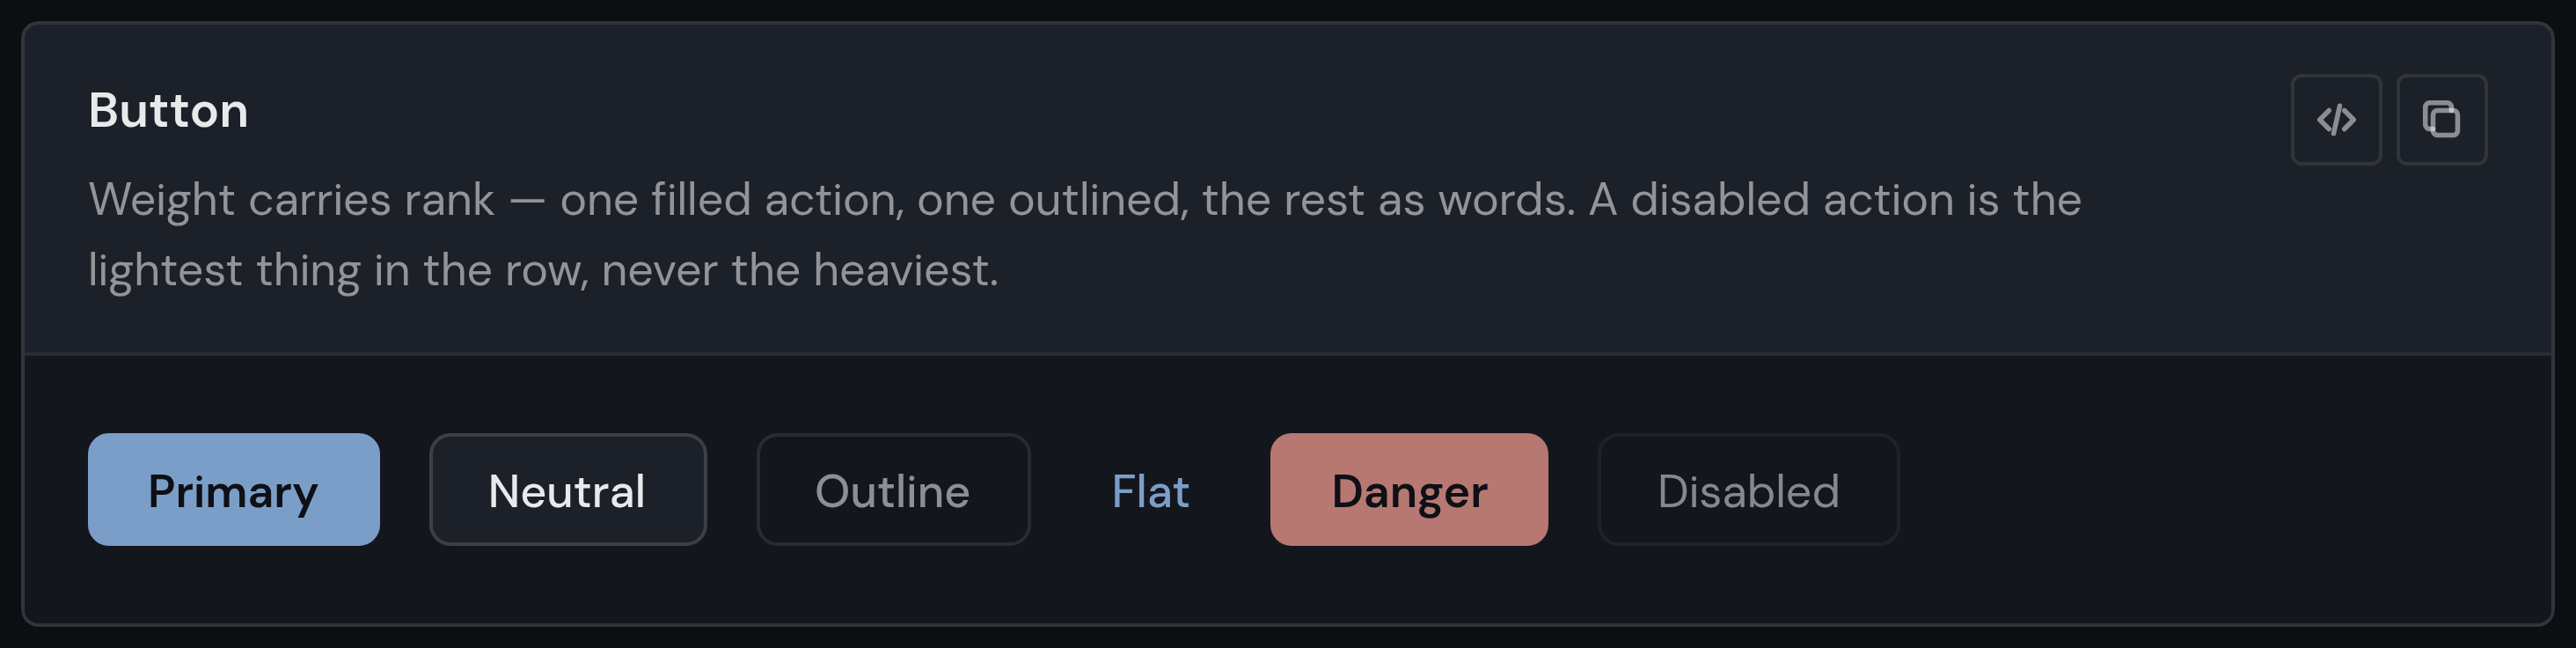 Button
Weight carries rank — one filled action, one outlined, the rest as words. A disabled action is the
lightest thing in the row, never the heaviest.
Primary
Neutral
Outline
Flat
Danger
Disabled